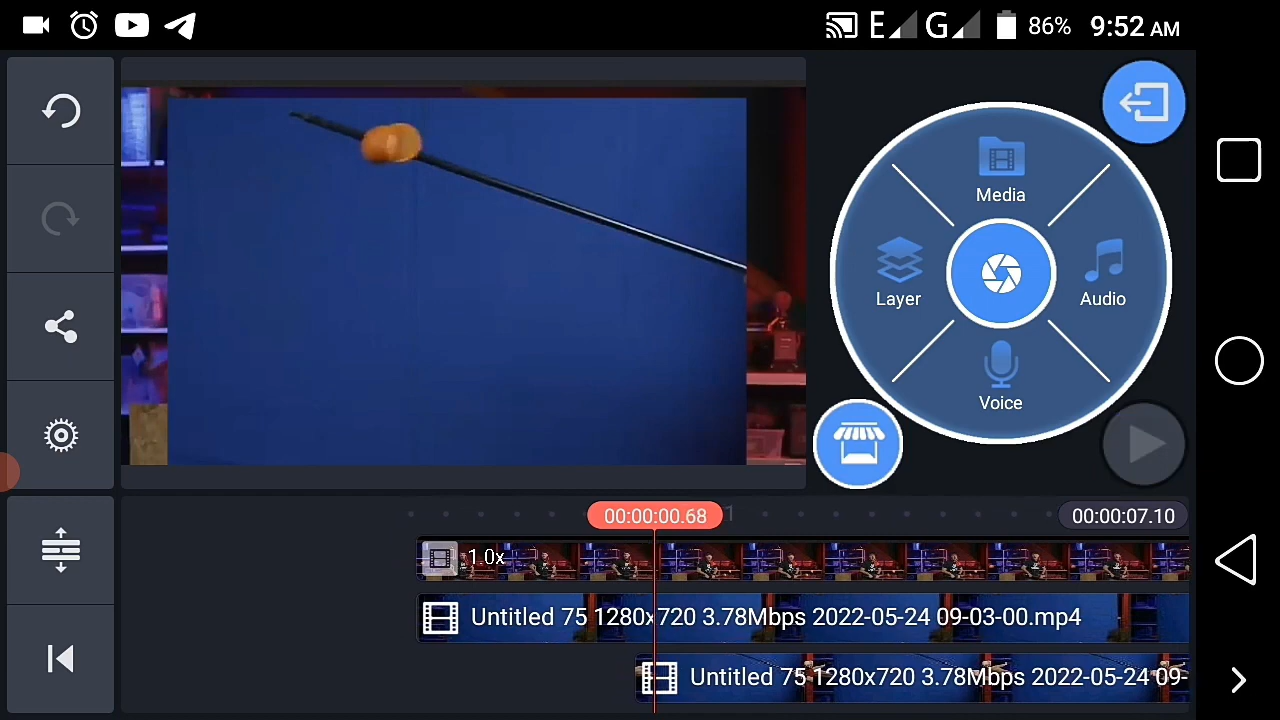 E G 86% 9:52 AM
Media
Layer
Audio
Voice
00:00:00.68
1
00:00:07.10
1.0x
Untitled 75 1280x720 3.78Mbps 2022-05-24 09-03-00.mp4
Untitled 75 1280x720 3.78Mbps 2022-05-24 09-